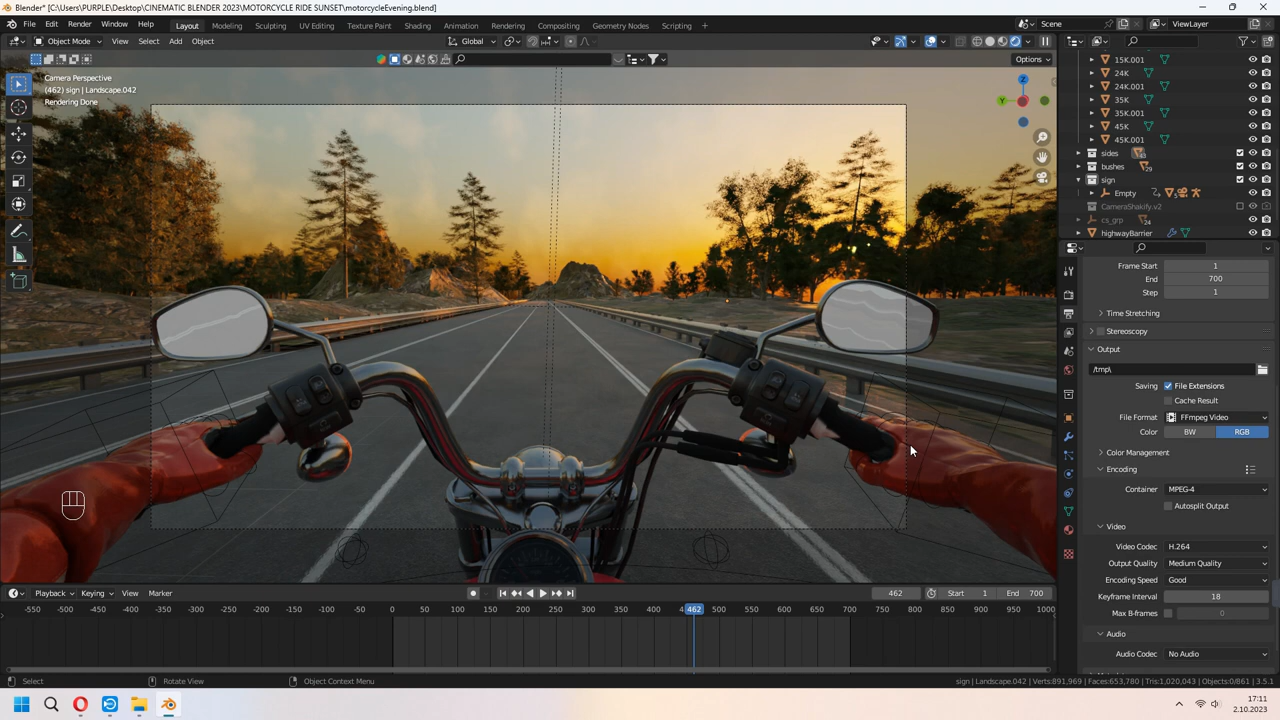 Blender* [C:\Users\PURPLE\Desktop\CINEMATIC BLENDER 2023\MOTORCYCLE RIDE SUNSET\motorcycleEvening.blend]
File Edit Render Window Help Layout Modeling Sculpting UV Editing Texture Paint Shading Animation Rendering Compositing Geometry Nodes Scripting + Scene ViewLayer
Object Mode View Select Add Object Global
Options
Camera Perspective
(462) sign | Landscape.042
Rendering Done
Z
Y
15K.001
24K
24K.001
35K
35K.001
45K
45K.001
sides
bushes
29
sign
Empty
CameraShakify.v2
cs_grp
24
highwayBarrier
Frame Start 1
End 700
Step 1
Time Stretching
Stereoscopy
Output
/tmp\
Saving File Extensions
Cache Result
File Format FFmpeg Video
Color BW RGB
Color Management
Encoding
Container MPEG-4
Autosplit Output
Video
Video Codec H.264
Output Quality Medium Quality
Encoding Speed Good
Keyframe Interval 18
Max B-frames 0
Audio
Audio Codec No Audio
Playback Keying View Marker 462 Start 1 End 700
-550 -500 -450 -400 -350 -300 -250 -200 -150 -100 -50 0 50 100 150 200 250 300 350 400 462 500 550 600 650 700 750 800 850 900 950 1000
Select Rotate View Object Context Menu sign | Landscape.042 | Verts:891,969 | Faces:653,780 | Tris:1,020,043 | Objects:0/861 | 3.5.1
17:11
2.10.2023